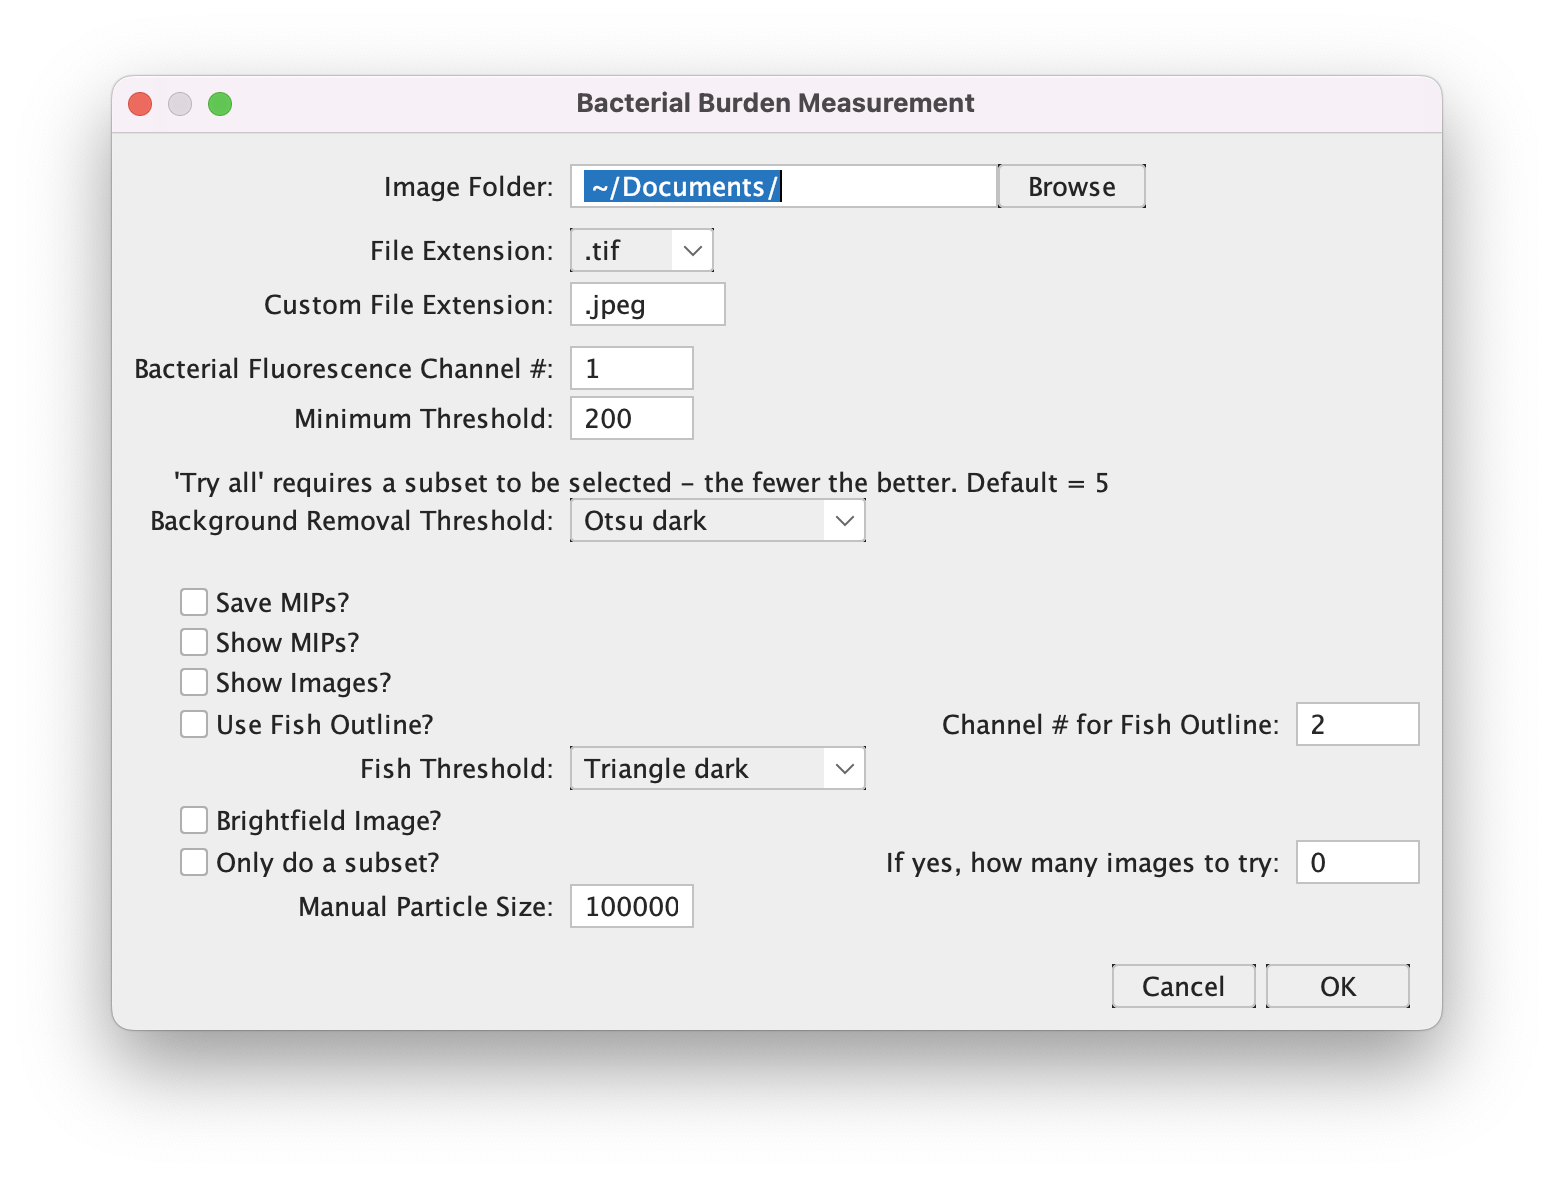 Bacterial Burden Measurement
Image Folder: ~/Documents/ Browse
File Extension: .tif
Custom File Extension: .jpeg
Bacterial Fluorescence Channel #: 1
Minimum Threshold: 200
'Try all' requires a subset to be selected – the fewer the better. Default = 5
Background Removal Threshold: Otsu dark
Save MIPs?
Show MIPs?
Show Images?
Use Fish Outline? Channel # for Fish Outline: 2
Fish Threshold: Triangle dark
Brightfield Image?
Only do a subset? If yes, how many images to try: 0
Manual Particle Size: 100000
Cancel OK